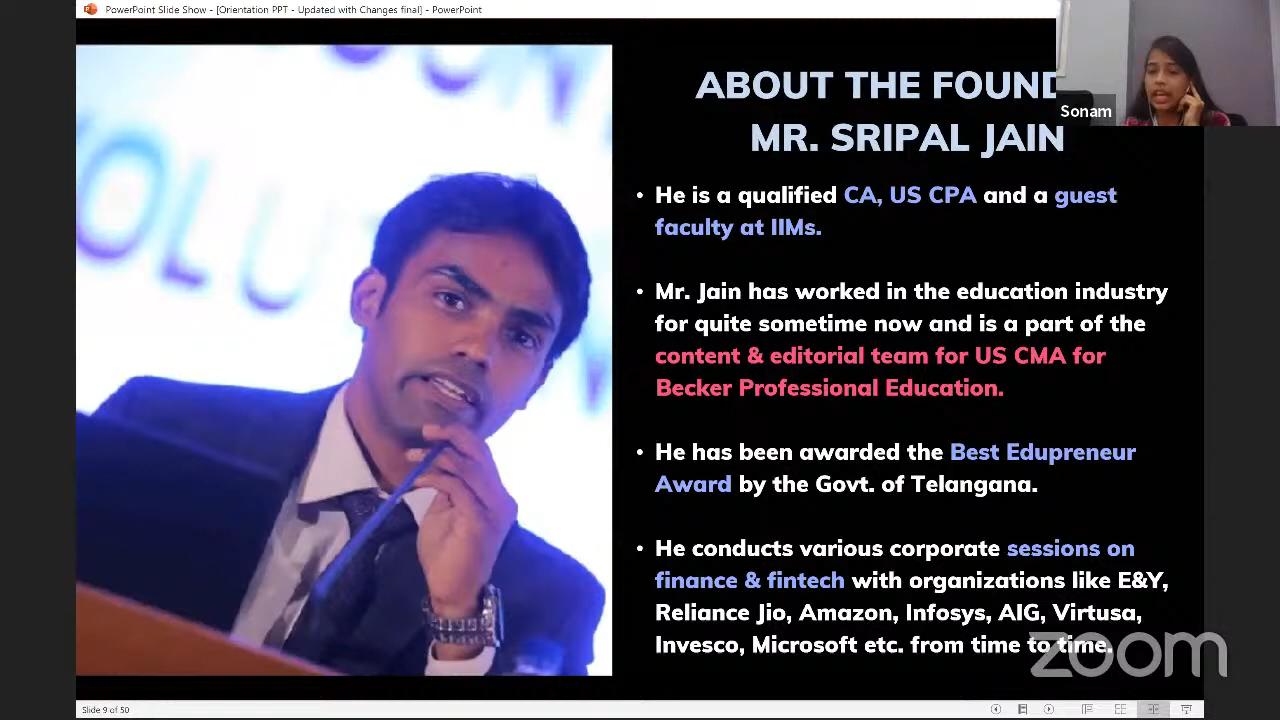 PowerPoint Slide Show - [Orientation PPT - Updated with Changes final] - PowerPoint
ABOUT THE FOUND
MR. SRIPAL JAIN
Sonam
• He is a qualified CA, US CPA and a guest
faculty at IIMs.
• Mr. Jain has worked in the education industry
for quite sometime now and is a part of the
content & editorial team for US CMA for
Becker Professional Education.
• He has been awarded the Best Edupreneur
Award by the Govt. of Telangana.
• He conducts various corporate sessions on
finance & fintech with organizations like E&Y,
Reliance Jio, Amazon, Infosys, AIG, Virtusa,
Invesco, Microsoft etc. from time to time.
zoom
OLU
Slide 9 of 50